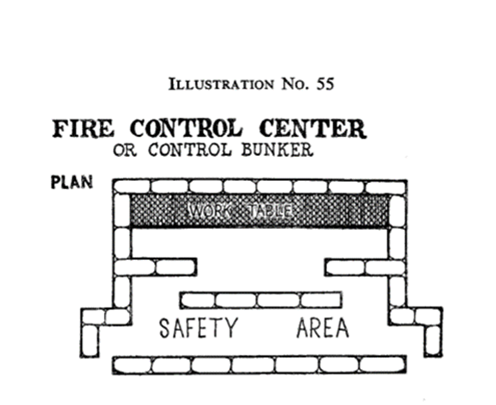 ILLUSTRATION NO. 55
FIRE CONTROL CENTER
OR CONTROL BUNKER
PLAN
WORK TABLE
SAFETY AREA